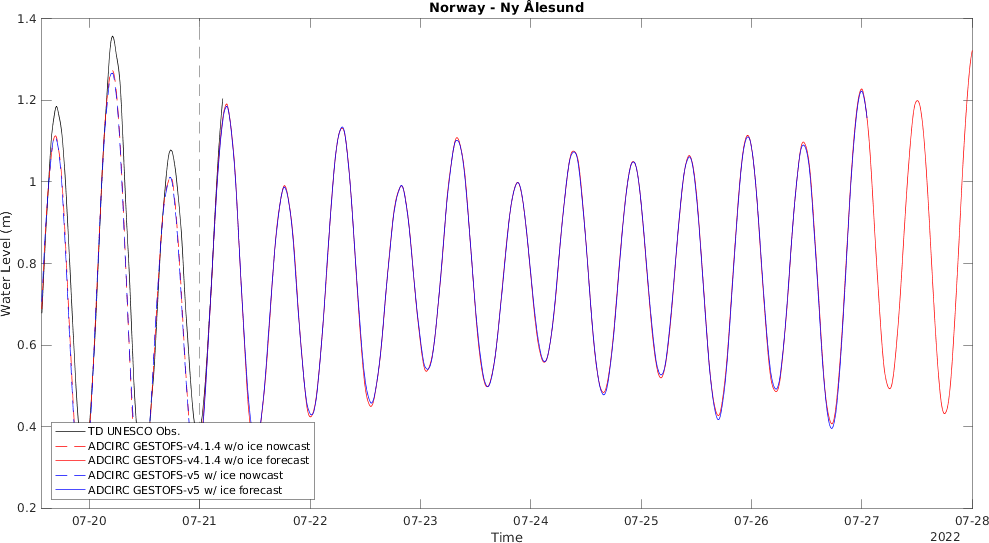 Norway - Ny Ålesund
1.4
1.2
1
0.8
0.6
0.4
0.2
Water Level (m)
TD UNESCO Obs.
ADCIRC GESTOFS-v4.1.4 w/o ice nowcast
ADCIRC GESTOFS-v4.1.4 w/o ice forecast
ADCIRC GESTOFS-v5 w/ ice nowcast
ADCIRC GESTOFS-v5 w/ ice forecast
07-20 07-21 07-22 07-23 07-24 07-25 07-26 07-27 07-28
Time
2022